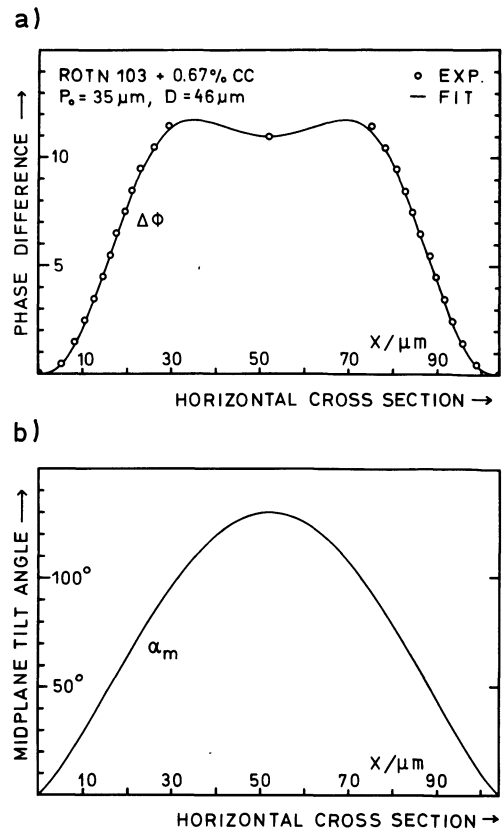 a)
ROTN 103 + 0.67% CC
P₀ = 35 µm, D = 46 µm
EXP.
— FIT
PHASE DIFFERENCE →
10
5
ΔΦ
X/µm
10 30 50 70 90
HORIZONTAL CROSS SECTION →
b)
MIDPLANE TILT ANGLE →
100°
50°
αm
X/µm
10 30 50 70 90
HORIZONTAL CROSS SECTION →